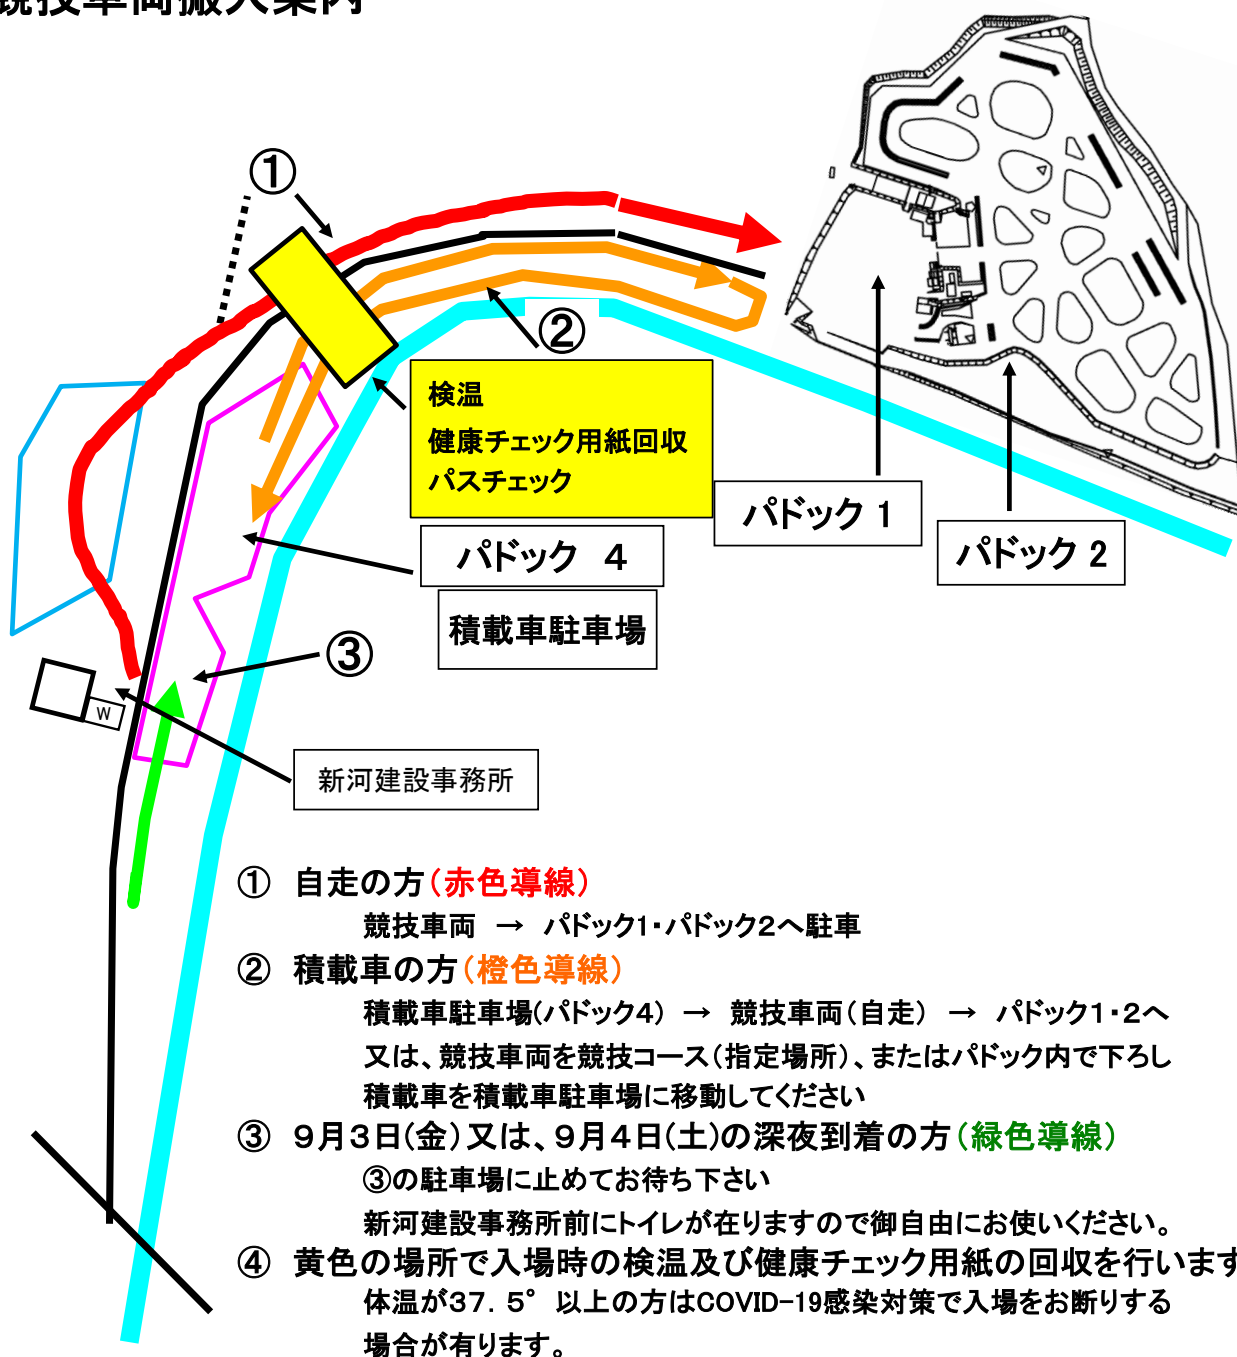 競技車両搬入案内
①
②
検温
健康チェック用紙回収
パスチェック
パドック 1
パドック 2
パドック 4
積載車駐車場
③
W
新河建設事務所
① 自走の方(赤色導線)
競技車両 → パドック1・パドック2へ駐車
② 積載車の方(橙色導線)
積載車駐車場(パドック4) → 競技車両(自走) → パドック1・2へ
又は、競技車両を競技コース(指定場所)、またはパドック内で下ろし
積載車を積載車駐車場に移動してください
③ 9月3日(金)又は、9月4日(土)の深夜到着の方(緑色導線)
③の駐車場に止めてお待ち下さい
新河建設事務所前にトイレが在りますので御自由にお使いください。
④ 黄色の場所で入場時の検温及び健康チェック用紙の回収を行います
体温が37.5° 以上の方はCOVID-19感染対策で入場をお断りする
場合が有ります。